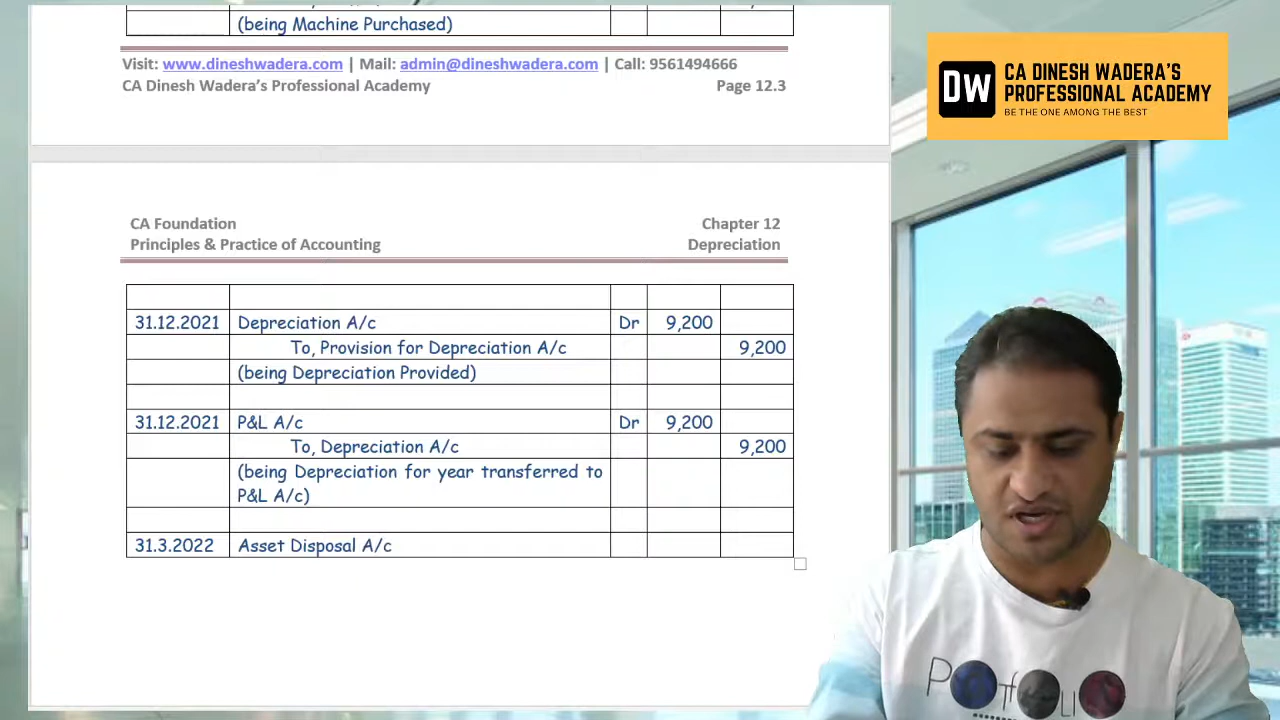 (being Machine Purchased)
Visit: www.dineshwadera.com | Mail: admin@dineshwadera.com | Call: 9561494666
CA Dinesh Wadera's Professional Academy Page 12.3
DW CA DINESH WADERA'S
PROFESSIONAL ACADEMY
BE THE ONE AMONG THE BEST
CA Foundation Chapter 12
Principles & Practice of Accounting Depreciation
31.12.2021 Depreciation A/c Dr 9,200
To, Provision for Depreciation A/c 9,200
(being Depreciation Provided)
31.12.2021 P&L A/c Dr 9,200
To, Depreciation A/c 9,200
(being Depreciation for year transferred to
P&L A/c)
31.3.2022 Asset Disposal A/c